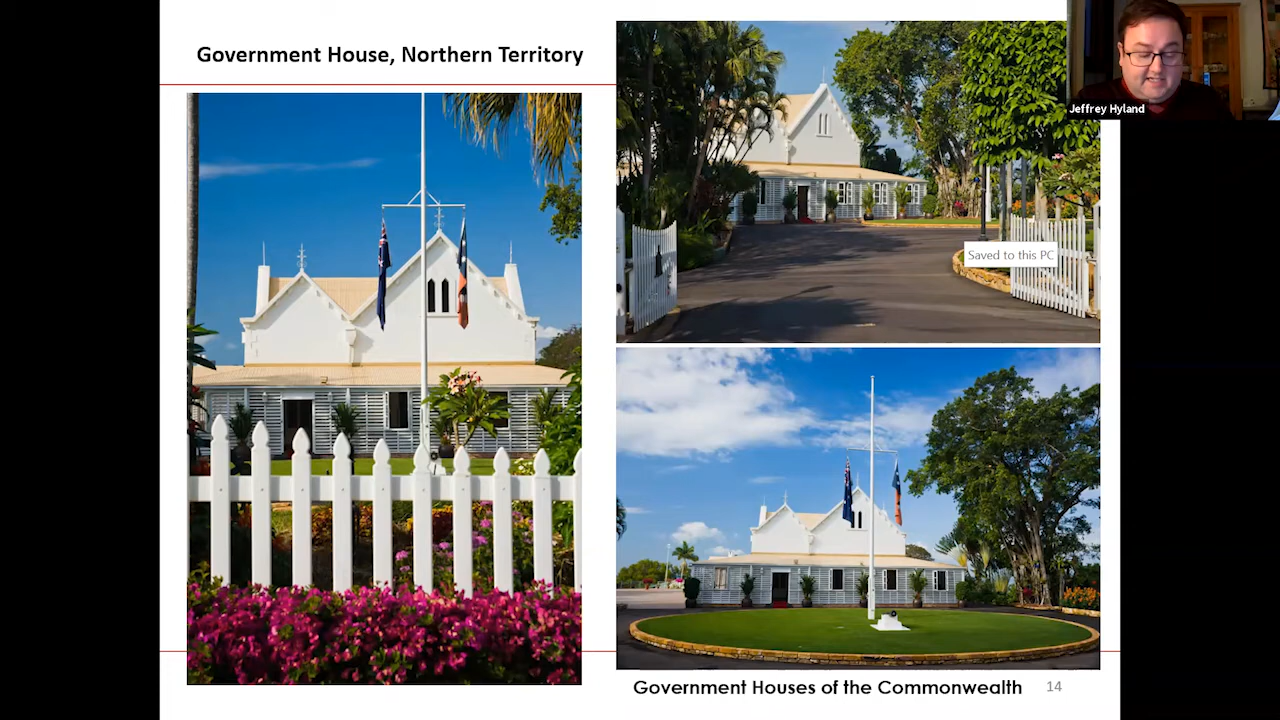 Government House, Northern Territory
Jeffrey Hyland
Saved to this PC
Government Houses of the Commonwealth 14